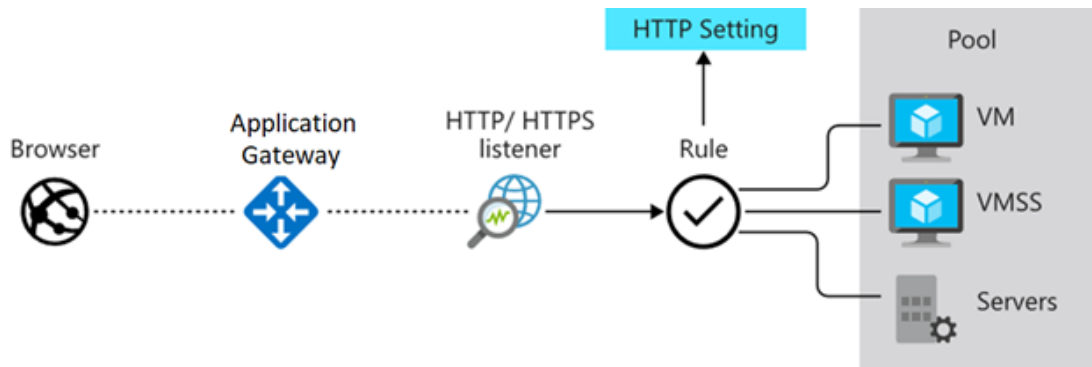 HTTP Setting
Pool
Browser
Application
Gateway
HTTP/ HTTPS
listener
Rule
VM
VMSS
Servers